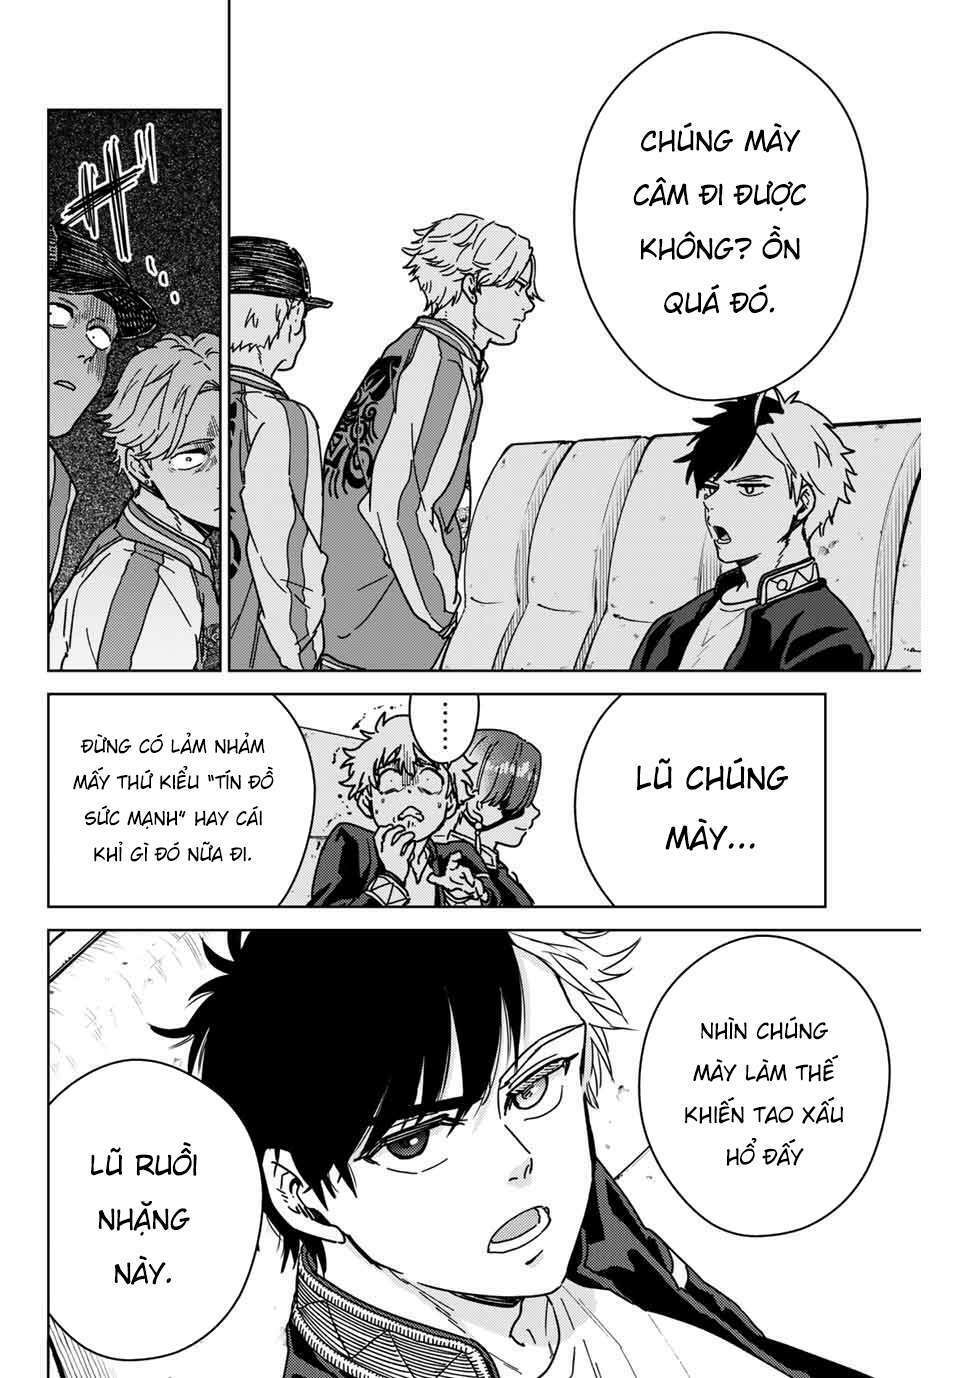 CHÚNG MÀY
CÂM ĐI ĐƯỢC
KHÔNG? ỒN
QUÁ ĐÓ.
LŨ CHÚNG
MÀY...
ĐỪNG CÓ LẢM NHẢM
MẤY THỨ KIỂU "TÍN ĐỒ
SỨC MẠNH" HAY CÁI
KHỈ GÌ ĐÓ NỮA ĐI.
NHÌN CHÚNG
MÀY LÀM THẾ
KHIẾN TAO XẤU
HỔ ĐẤY
LŨ RUỒI
NHẶNG
NÀY.